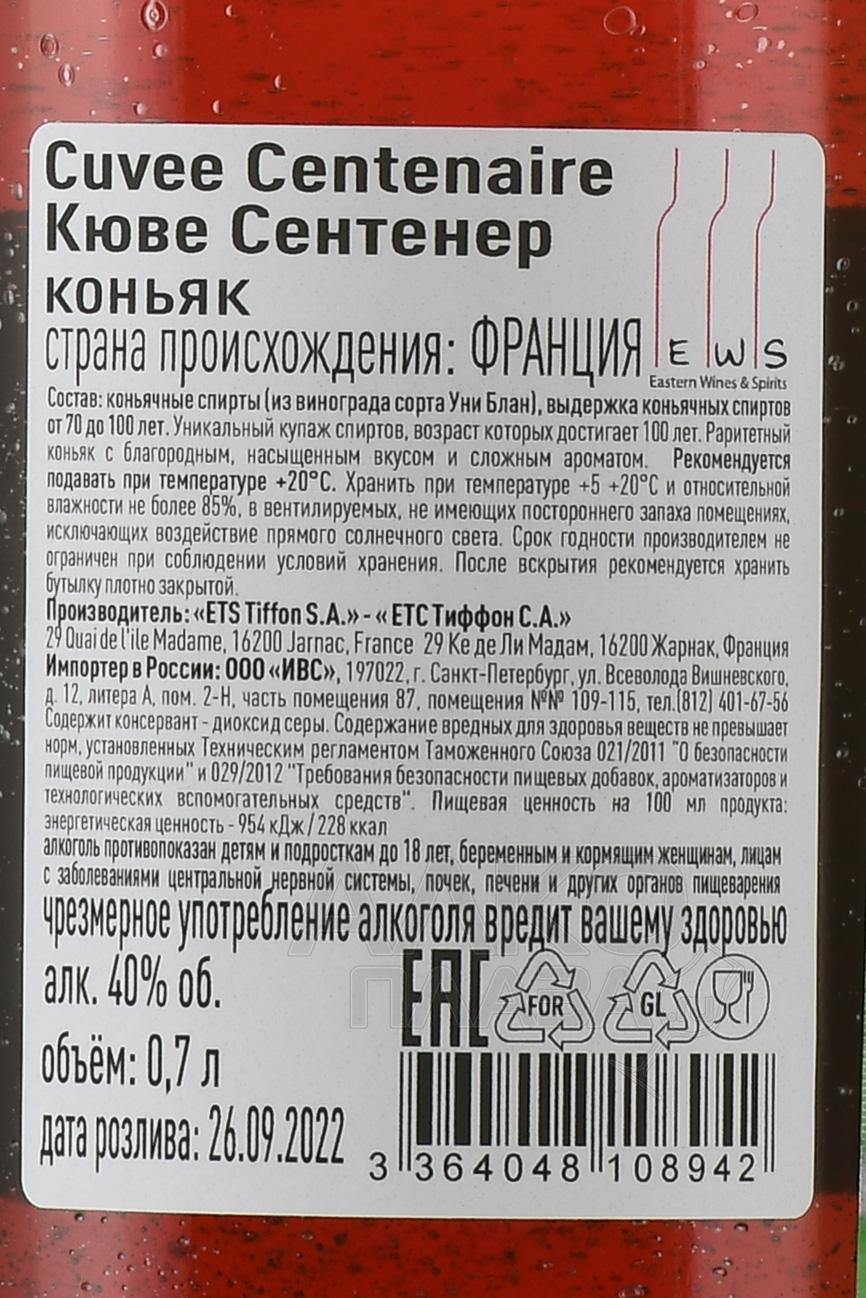 Cuvee Centenaire
Кюве Сентенер
коньяк
страна происхождения: ФРАНЦИЯ
E W S
Eastern Wines & Spirits
Состав: коньячные спирты (из винограда сорта Уни Блан), выдержка коньячных спиртов
от 70 до 100 лет. Уникальный купаж спиртов, возраст которых достигает 100 лет. Раритетный
коньяк с благородным, насыщенным вкусом и сложным ароматом. Рекомендуется
подавать при температуре +20°С. Хранить при температуре +5 +20°С и относительной
влажности не более 85%, в вентилируемых, не имеющих постороннего запаха помещениях,
исключающих воздействие прямого солнечного света. Срок годности производителем не
ограничен при соблюдении условий хранения. После вскрытия рекомендуется хранить
бутылку плотно закрытой.
Производитель: «ETS Tiffon S.A.» - « ЕТС Тиффон С.А.»
29 Quai de l'ile Madame, 16200 Jarnac, France 29 Ке де Ли Мадам, 16200 Жарнак, Франция
Импортер в России: ООО «ИВС», 197022, г. Санкт-Петербург, ул. Всеволода Вишневского,
д. 12, литера А, пом. 2-Н, часть помещения 87, помещения №№ 109-115, тел.(812) 401-67-56
Содержит консервант - диоксид серы. Содержание вредных для здоровья веществ не превышает
норм, установленных Техническим регламентом Таможенного Союза 021/2011 "О безопасности
пищевой продукции" и 029/2012 "Требования безопасности пищевых добавок, ароматизаторов и
технологических вспомогательных средств". Пищевая ценность на 100 мл продукта:
энергетическая ценность - 954 кДж / 228 ккал
алкоголь противопоказан детям и подросткам до 18 лет, беременным и кормящим женщинам, лицам
с заболеваниями центральной нервной системы, почек, печени и других органов пищеварения
чрезмерное употребление алкоголя вредит вашему здоровью
алк. 40% об.
EAC FOR GL
объём: 0,7 л
дата розлива: 26.09.2022
3 364048 108942